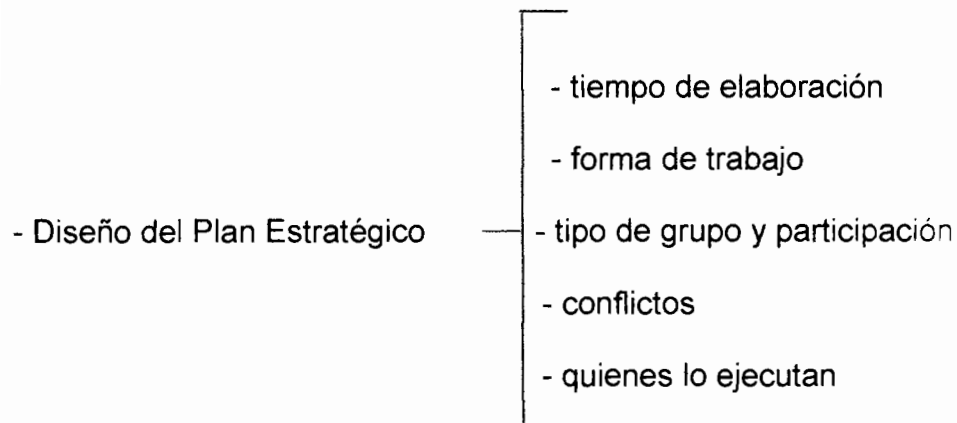 - tiempo de elaboración
- forma de trabajo
- Diseño del Plan Estratégico
- tipo de grupo y participación
- conflictos
- quienes lo ejecutan